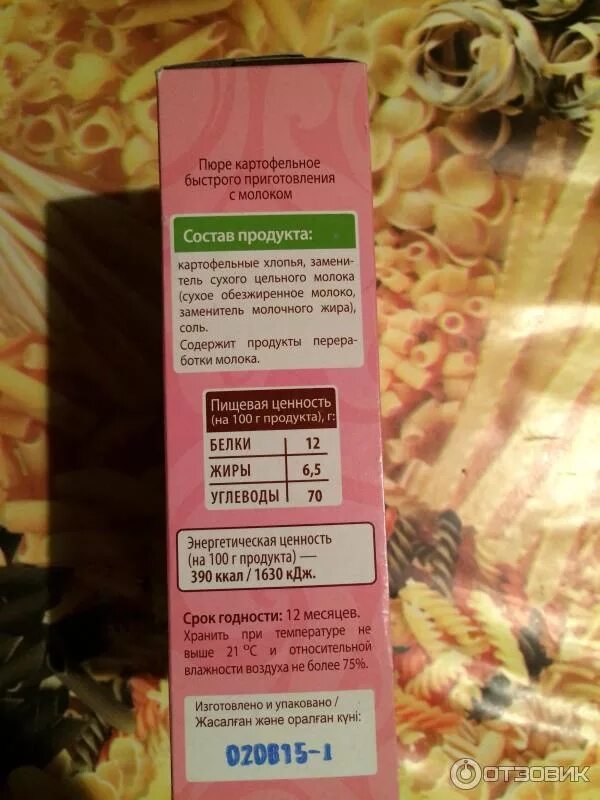 Пюре картофельное
быстрого приготовления
с молоком
Состав продукта:
картофельные хлопья, замени-
тель сухого цельного молока
(сухое обезжиренное молоко,
заменитель молочного жира),
соль.
Содержит продукты перера-
ботки молока.
Пищевая ценность
(на 100 г продукта), г:
БЕЛКИ 12
ЖИРЫ 6,5
УГЛЕВОДЫ 70
Энергетическая ценность
(на 100 г продукта) —
390 ккал / 1630 кДж.
Срок годности: 12 месяцев.
Хранить при температуре не
выше 21 °С и относительной
влажности воздуха не более 75%.
Изготовлено и упаковано /
Жасалған және оралған күні:
020815-1
ОТЗОВИК